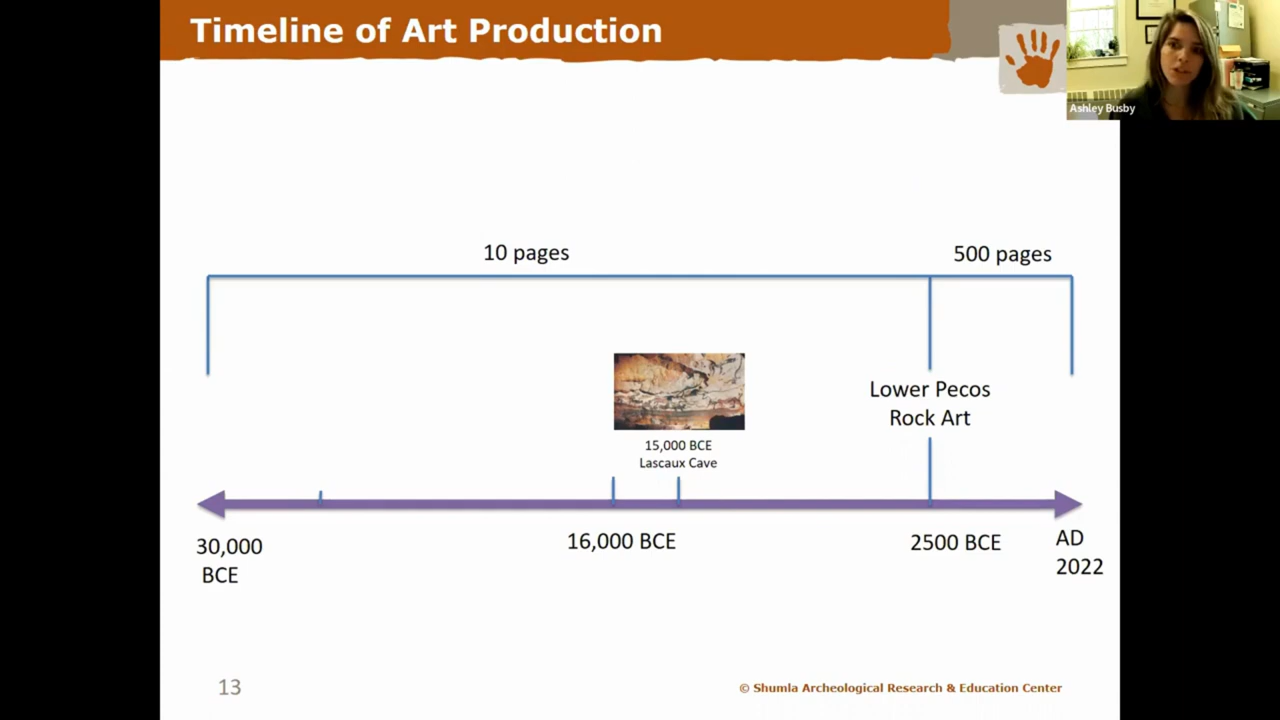 Timeline of Art Production
Ashley Busby
10 pages
500 pages
Lower Pecos
Rock Art
15,000 BCE
Lascaux Cave
30,000
BCE
16,000 BCE
2500 BCE
AD
2022
13
© Shumla Archeological Research & Education Center